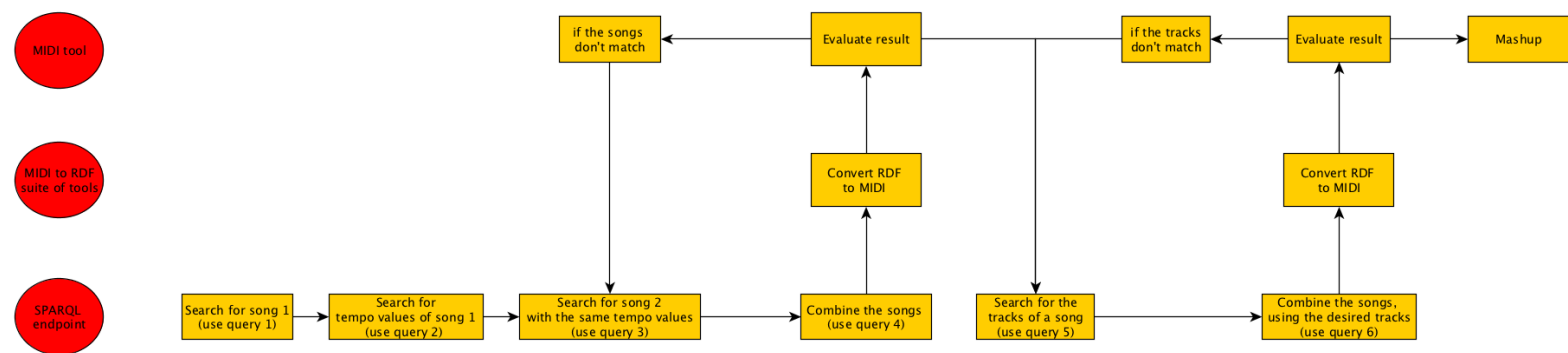 MIDI tool
if the songs
don't match
Evaluate result
if the tracks
don't match
Evaluate result
Mashup
MIDI to RDF
suite of tools
Convert RDF
to MIDI
Convert RDF
to MIDI
SPARQL
endpoint
Search for song 1
(use query 1)
Search for
tempo values of song 1
(use query 2)
Search for song 2
with the same tempo values
(use query 3)
Combine the songs
(use query 4)
Search for the
tracks of a song
(use query 5)
Combine the songs,
using the desired tracks
(use query 6)